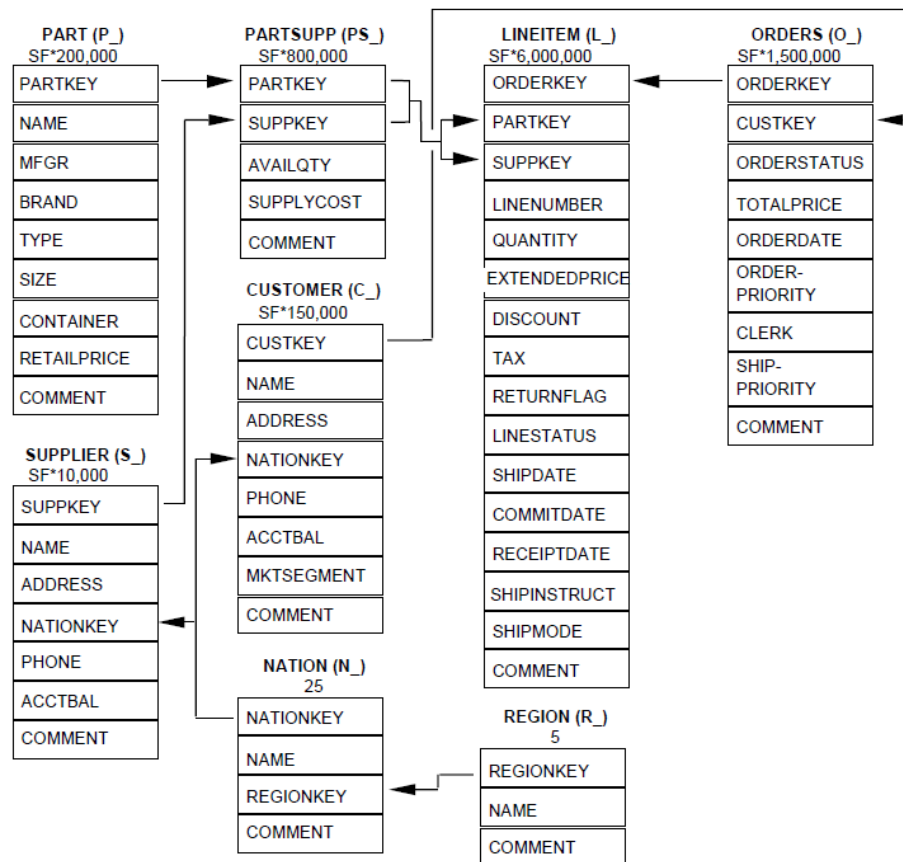 PART (P_)
SF*200,000
PARTKEY
NAME
MFGR
BRAND
TYPE
SIZE
CONTAINER
RETAILPRICE
COMMENT
SUPPLIER (S_)
SF*10,000
SUPPKEY
NAME
ADDRESS
NATIONKEY
PHONE
ACCTBAL
COMMENT
PARTSUPP (PS_)
SF*800,000
PARTKEY
SUPPKEY
AVAILQTY
SUPPLYCOST
COMMENT
CUSTOMER (C_)
SF*150,000
CUSTKEY
NAME
ADDRESS
NATIONKEY
PHONE
ACCTBAL
MKTSEGMENT
COMMENT
NATION (N_)
25
NATIONKEY
NAME
REGIONKEY
COMMENT
LINEITEM (L_)
SF*6,000,000
ORDERKEY
PARTKEY
SUPPKEY
LINENUMBER
QUANTITY
EXTENDEDPRICE
DISCOUNT
TAX
RETURNFLAG
LINESTATUS
SHIPDATE
COMMITDATE
RECEIPTDATE
SHIPINSTRUCT
SHIPMODE
COMMENT
REGION (R_)
5
REGIONKEY
NAME
COMMENT
ORDERS (O_)
SF*1,500,000
ORDERKEY
CUSTKEY
ORDERSTATUS
TOTALPRICE
ORDERDATE
ORDER-
PRIORITY
CLERK
SHIP-
PRIORITY
COMMENT